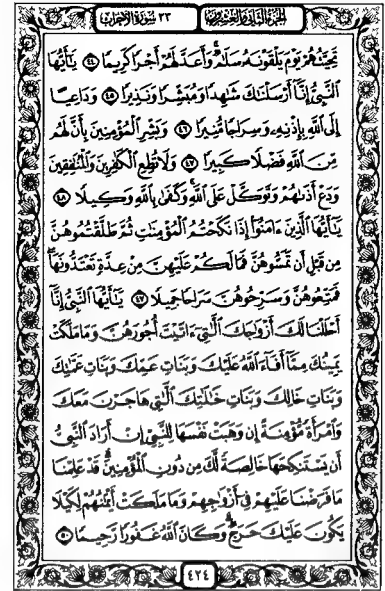 الجزء الثاني والعشرون ٣٣ سورة الأحزاب
تَحِيَّتُهُمْ يَوْمَ يَلْقَوْنَهُۥ سَلَٰمٌ ۚ وَأَعَدَّ لَهُمْ أَجْرًا كَرِيمًا ٤٤ يَٰٓأَيُّهَا
ٱلنَّبِىُّ إِنَّآ أَرْسَلْنَٰكَ شَٰهِدًا وَمُبَشِّرًا وَنَذِيرًا ٤٥ وَدَاعِيًا
إِلَى ٱللَّهِ بِإِذْنِهِۦ وَسِرَاجًا مُّنِيرًا ٤٦ وَبَشِّرِ ٱلْمُؤْمِنِينَ بِأَنَّ لَهُم
مِّنَ ٱللَّهِ فَضْلًا كَبِيرًا ٤٧ وَلَا تُطِعِ ٱلْكَٰفِرِينَ وَٱلْمُنَٰفِقِينَ
وَدَعْ أَذَىٰهُمْ وَتَوَكَّلْ عَلَى ٱللَّهِ ۚ وَكَفَىٰ بِٱللَّهِ وَكِيلًا ٤٨
يَٰٓأَيُّهَا ٱلَّذِينَ ءَامَنُوٓا۟ إِذَا نَكَحْتُمُ ٱلْمُؤْمِنَٰتِ ثُمَّ طَلَّقْتُمُوهُنَّ
مِن قَبْلِ أَن تَمَسُّوهُنَّ فَمَا لَكُمْ عَلَيْهِنَّ مِنْ عِدَّةٍ تَعْتَدُّونَهَا ۖ
فَمَتِّعُوهُنَّ وَسَرِّحُوهُنَّ سَرَاحًا جَمِيلًا ٤٩ يَٰٓأَيُّهَا ٱلنَّبِىُّ إِنَّآ
أَحْلَلْنَا لَكَ أَزْوَٰجَكَ ٱلَّٰتِىٓ ءَاتَيْتَ أُجُورَهُنَّ وَمَا مَلَكَتْ
يَمِينُكَ مِمَّآ أَفَآءَ ٱللَّهُ عَلَيْكَ وَبَنَاتِ عَمِّكَ وَبَنَاتِ عَمَّٰتِكَ
وَبَنَاتِ خَالِكَ وَبَنَاتِ خَٰلَٰتِكَ ٱلَّٰتِى هَاجَرْنَ مَعَكَ
وَٱمْرَأَةً مُّؤْمِنَةً إِن وَهَبَتْ نَفْسَهَا لِلنَّبِىِّ إِنْ أَرَادَ ٱلنَّبِىُّ
أَن يَسْتَنكِحَهَا خَالِصَةً لَّكَ مِن دُونِ ٱلْمُؤْمِنِينَ ۗ قَدْ عَلِمْنَا
مَا فَرَضْنَا عَلَيْهِمْ فِىٓ أَزْوَٰجِهِمْ وَمَا مَلَكَتْ أَيْمَٰنُهُمْ لِكَيْلَا
يَكُونَ عَلَيْكَ حَرَجٌ ۗ وَكَانَ ٱللَّهُ غَفُورًا رَّحِيمًا ٥٠
٤٢٤